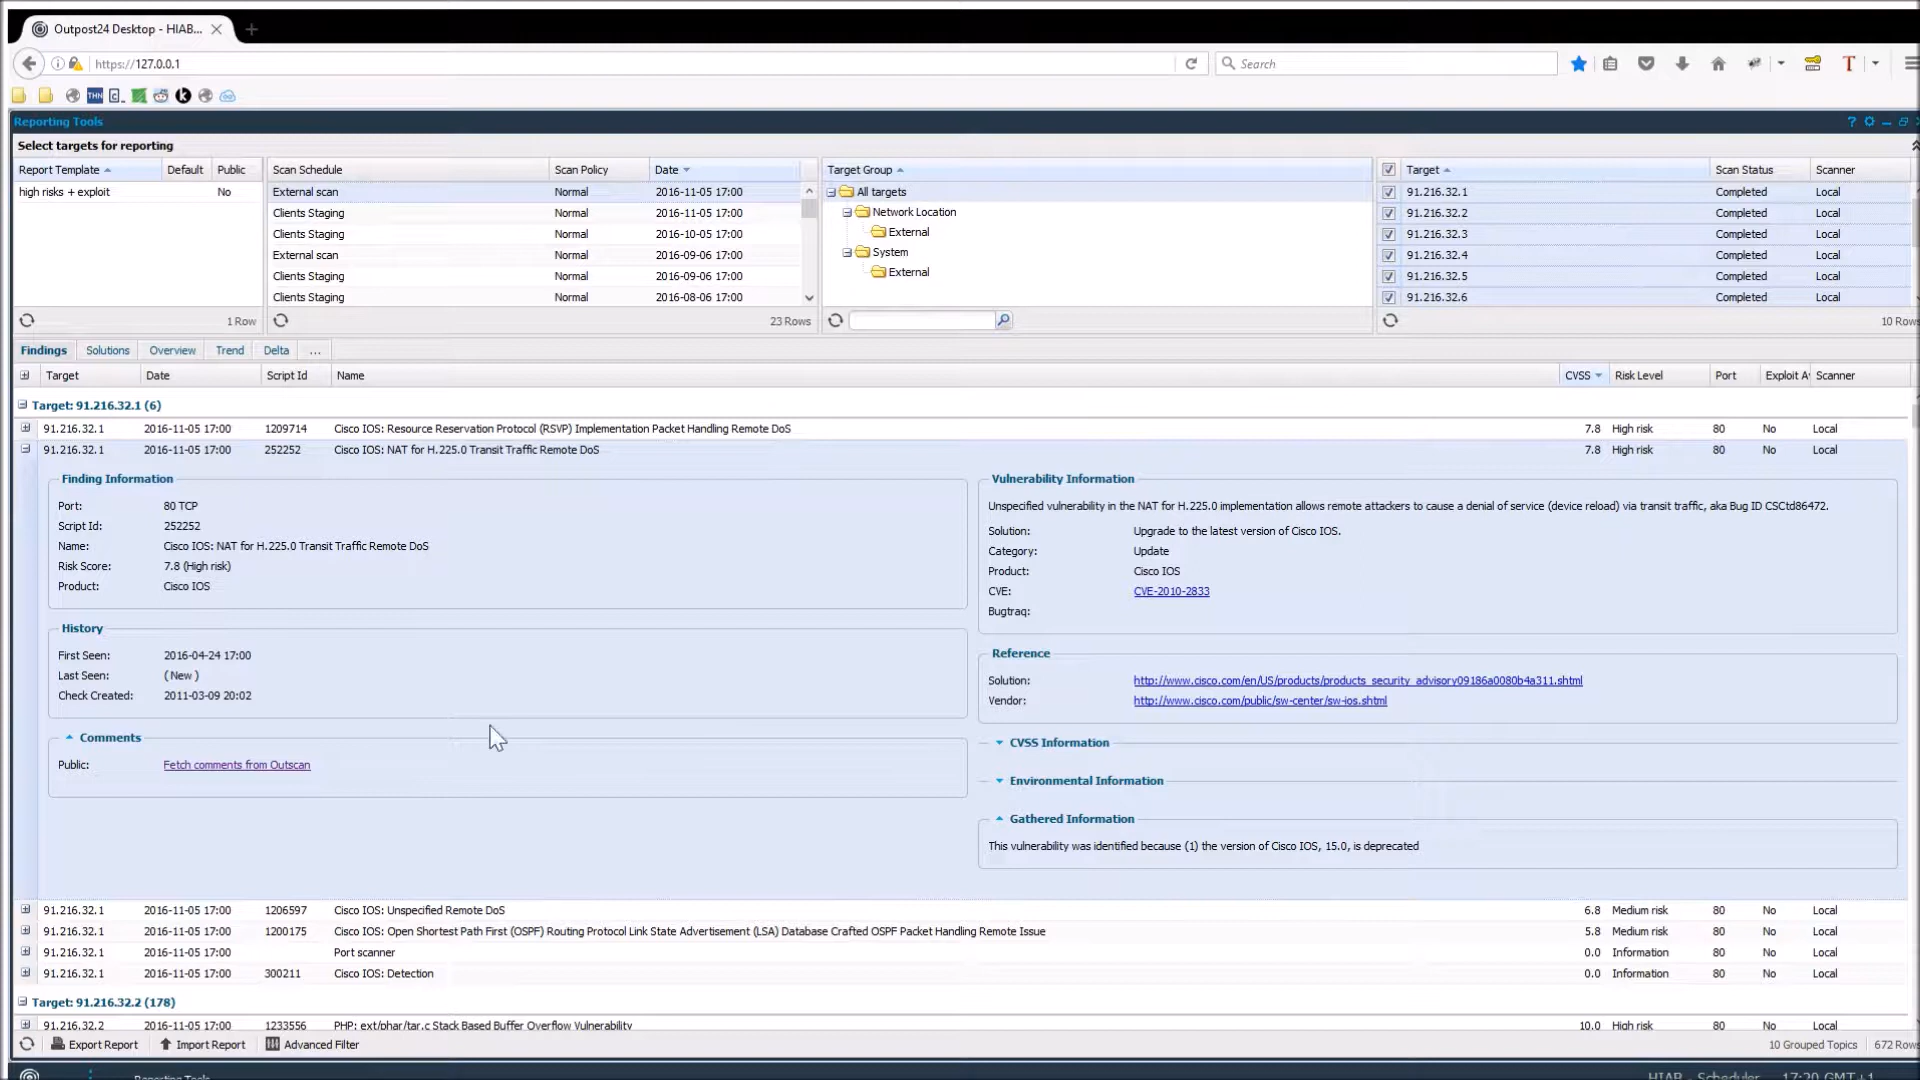 Outpost24 Desktop - HIAB...
https://127.0.0.1
Search
THN
Reporting Tools
Select targets for reporting
Report Template Default Public
high risks + exploit No
1 Row
Scan Schedule Scan Policy Date
External scan Normal 2016-11-05 17:00
Clients Staging Normal 2016-11-05 17:00
Clients Staging Normal 2016-10-05 17:00
External scan Normal 2016-09-06 17:00
Clients Staging Normal 2016-09-06 17:00
Clients Staging Normal 2016-08-06 17:00
23 Rows
Target Group
All targets
Network Location
External
System
External
Target Scan Status Scanner
91.216.32.1 Completed Local
91.216.32.2 Completed Local
91.216.32.3 Completed Local
91.216.32.4 Completed Local
91.216.32.5 Completed Local
91.216.32.6 Completed Local
10 Rows
Findings Solutions Overview Trend Delta ...
Target Date Script Id Name CVSS Risk Level Port Exploit Av Scanner
Target: 91.216.32.1 (6)
91.216.32.1 2016-11-05 17:00 1209714 Cisco IOS: Resource Reservation Protocol (RSVP) Implementation Packet Handling Remote DoS 7.8 High risk 80 No Local
91.216.32.1 2016-11-05 17:00 252252 Cisco IOS: NAT for H.225.0 Transit Traffic Remote DoS 7.8 High risk 80 No Local
Finding Information
Port: 80 TCP
Script Id: 252252
Name: Cisco IOS: NAT for H.225.0 Transit Traffic Remote DoS
Risk Score: 7.8 (High risk)
Product: Cisco IOS
History
First Seen: 2016-04-24 17:00
Last Seen: ( New )
Check Created: 2011-03-09 20:02
Comments
Public: Fetch comments from Outscan
Vulnerability Information
Unspecified vulnerability in the NAT for H.225.0 implementation allows remote attackers to cause a denial of service (device reload) via transit traffic, aka Bug ID CSCtd86472.
Solution: Upgrade to the latest version of Cisco IOS.
Category: Update
Product: Cisco IOS
CVE: CVE-2010-2833
Bugtraq:
Reference
Solution: http://www.cisco.com/en/US/products/products_security_advisory09186a0080b4a311.shtml
Vendor: http://www.cisco.com/public/sw-center/sw-ios.shtml
CVSS Information
Environmental Information
Gathered Information
This vulnerability was identified because (1) the version of Cisco IOS, 15.0, is deprecated
91.216.32.1 2016-11-05 17:00 1206597 Cisco IOS: Unspecified Remote DoS 6.8 Medium risk 80 No Local
91.216.32.1 2016-11-05 17:00 1200175 Cisco IOS: Open Shortest Path First (OSPF) Routing Protocol Link State Advertisement (LSA) Database Crafted OSPF Packet Handling Remote Issue 5.8 Medium risk 80 No Local
91.216.32.1 2016-11-05 17:00 Port scanner 0.0 Information 80 No Local
91.216.32.1 2016-11-05 17:00 300211 Cisco IOS: Detection 0.0 Information 80 No Local
Target: 91.216.32.2 (178)
91.216.32.2 2016-11-05 17:00 1233556 PHP: ext/phar/tar.c Stack Based Buffer Overflow Vulnerability 10.0 High risk 80 No Local
Export Report Import Report Advanced Filter 10 Grouped Topics 672 Rows
Reporting Tools HIAB - Scheduler 17:20 GMT+1